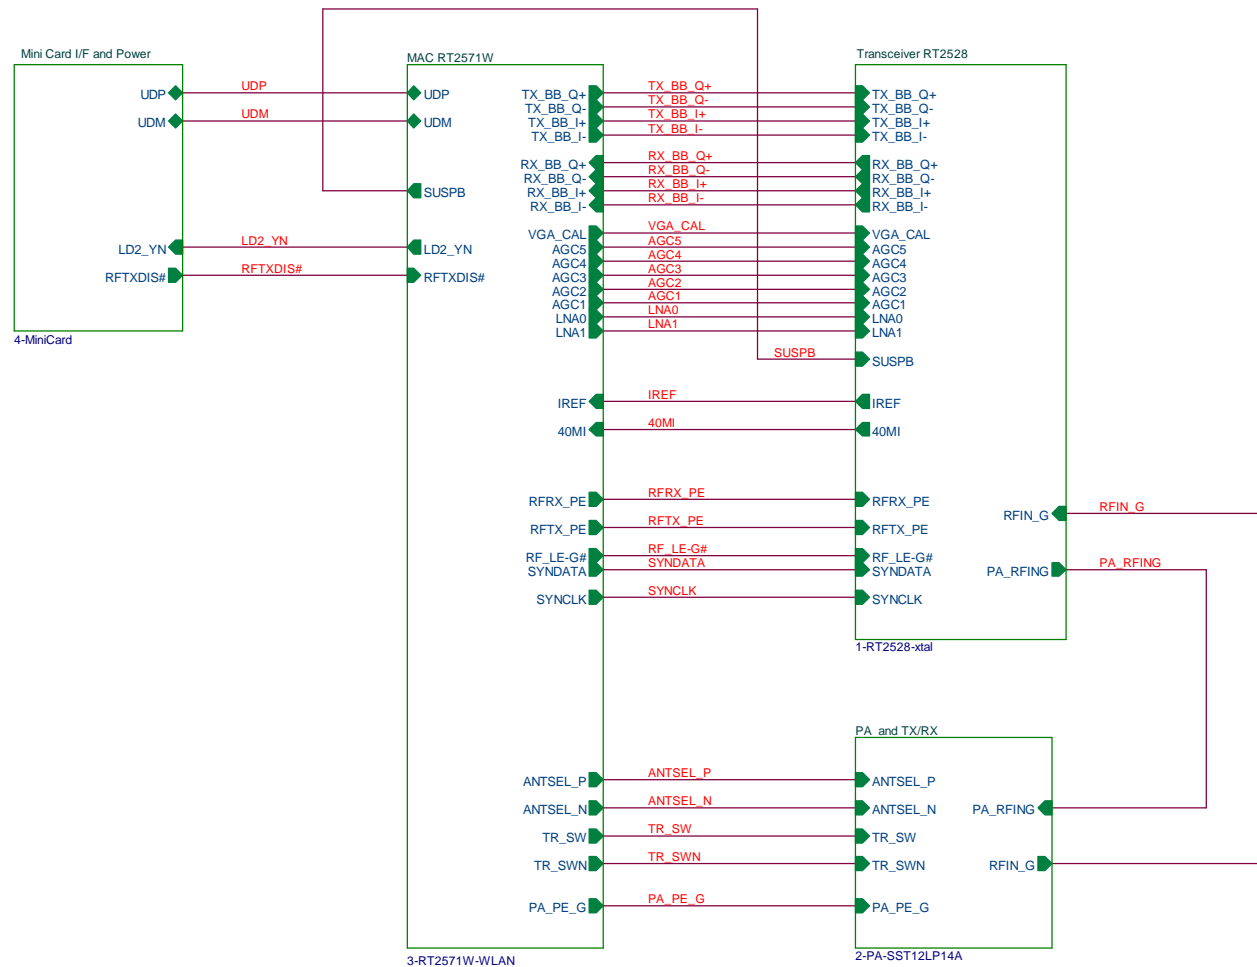 Mini Card I/F and Power
UDP
UDM
LD2_YN
RFTXDIS#
4-MiniCard
UDP
UDM
LD2_YN
RFTXDIS#
MAC RT2571W
UDP
UDM
SUSPB
LD2_YN
RFTXDIS#
TX_BB_Q+
TX_BB_Q-
TX_BB_I+
TX_BB_I-
RX_BB_Q+
RX_BB_Q-
RX_BB_I+
RX_BB_I-
VGA_CAL
AGC5
AGC4
AGC3
AGC2
AGC1
LNA0
LNA1
IREF
40MI
RFRX_PE
RFTX_PE
RF_LE-G#
SYNDATA
SYNCLK
ANTSEL_P
ANTSEL_N
TR_SW
TR_SWN
PA_PE_G
3-RT2571W-WLAN
TX_BB_Q+
TX_BB_Q-
TX_BB_I+
TX_BB_I-
RX_BB_Q+
RX_BB_Q-
RX_BB_I+
RX_BB_I-
VGA_CAL
AGC5
AGC4
AGC3
AGC2
AGC1
LNA0
LNA1
SUSPB
IREF
40MI
RFRX_PE
RFTX_PE
RF_LE-G#
SYNDATA
SYNCLK
ANTSEL_P
ANTSEL_N
TR_SW
TR_SWN
PA_PE_G
Transceiver RT2528
TX_BB_Q+
TX_BB_Q-
TX_BB_I+
TX_BB_I-
RX_BB_Q+
RX_BB_Q-
RX_BB_I+
RX_BB_I-
VGA_CAL
AGC5
AGC4
AGC3
AGC2
AGC1
LNA0
LNA1
SUSPB
IREF
40MI
RFRX_PE
RFTX_PE
RF_LE-G#
SYNDATA
SYNCLK
RFIN_G
PA_RFING
1-RT2528-xtal
RFIN_G
PA_RFING
PA and TX/RX
ANTSEL_P
ANTSEL_N
TR_SW
TR_SWN
PA_PE_G
PA_RFING
RFIN_G
2-PA-SST12LP14A